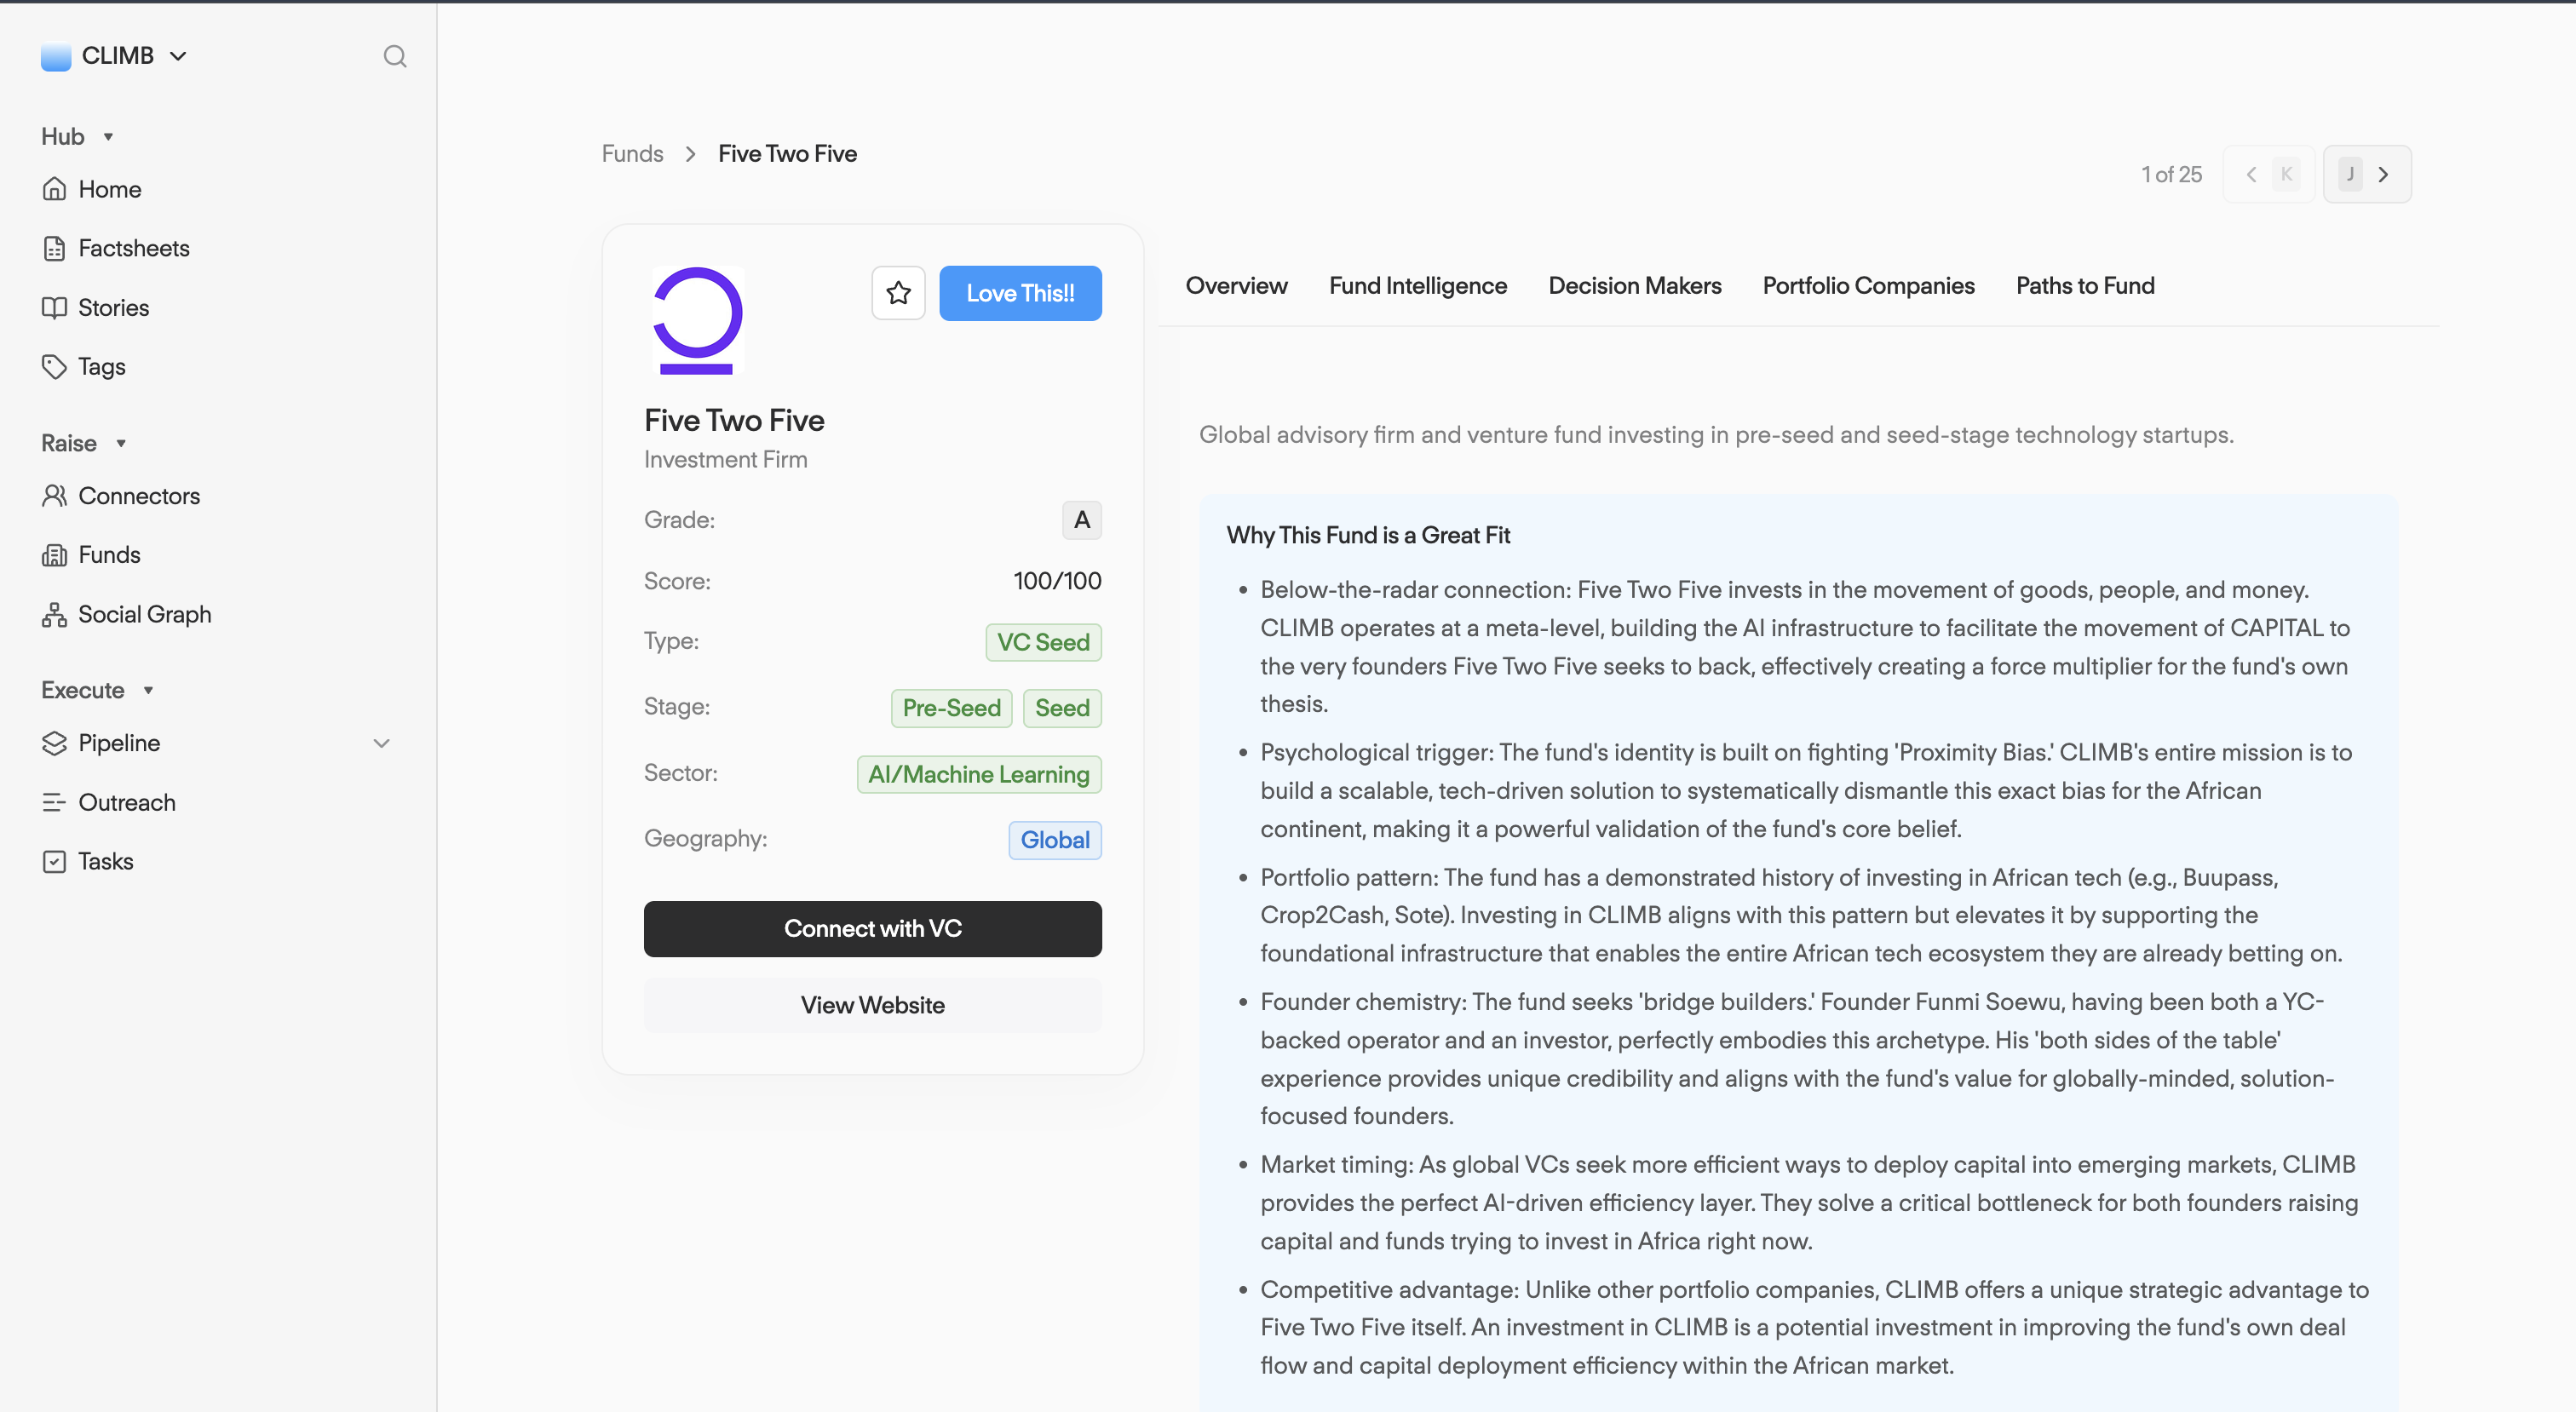 CLIMB
Hub
Home
Factsheets
Stories
Tags
Raise
Connectors
Funds
Social Graph
Execute
Pipeline
Outreach
Tasks
Funds > Five Two Five
1 of 25
K
J
Love This!!
Five Two Five
Investment Firm
Grade: A
Score: 100/100
Type: VC Seed
Stage: Pre-Seed Seed
Sector: AI/Machine Learning
Geography: Global
Connect with VC
View Website
Overview Fund Intelligence Decision Makers Portfolio Companies Paths to Fund
Global advisory firm and venture fund investing in pre-seed and seed-stage technology startups.
Why This Fund is a Great Fit
• Below-the-radar connection: Five Two Five invests in the movement of goods, people, and money.
CLIMB operates at a meta-level, building the AI infrastructure to facilitate the movement of CAPITAL to
the very founders Five Two Five seeks to back, effectively creating a force multiplier for the fund's own
thesis.
• Psychological trigger: The fund's identity is built on fighting 'Proximity Bias.' CLIMB's entire mission is to
build a scalable, tech-driven solution to systematically dismantle this exact bias for the African
continent, making it a powerful validation of the fund's core belief.
• Portfolio pattern: The fund has a demonstrated history of investing in African tech (e.g., Buupass,
Crop2Cash, Sote). Investing in CLIMB aligns with this pattern but elevates it by supporting the
foundational infrastructure that enables the entire African tech ecosystem they are already betting on.
• Founder chemistry: The fund seeks 'bridge builders.' Founder Funmi Soewu, having been both a YC-
backed operator and an investor, perfectly embodies this archetype. His 'both sides of the table'
experience provides unique credibility and aligns with the fund's value for globally-minded, solution-
focused founders.
• Market timing: As global VCs seek more efficient ways to deploy capital into emerging markets, CLIMB
provides the perfect AI-driven efficiency layer. They solve a critical bottleneck for both founders raising
capital and funds trying to invest in Africa right now.
• Competitive advantage: Unlike other portfolio companies, CLIMB offers a unique strategic advantage to
Five Two Five itself. An investment in CLIMB is a potential investment in improving the fund's own deal
flow and capital deployment efficiency within the African market.